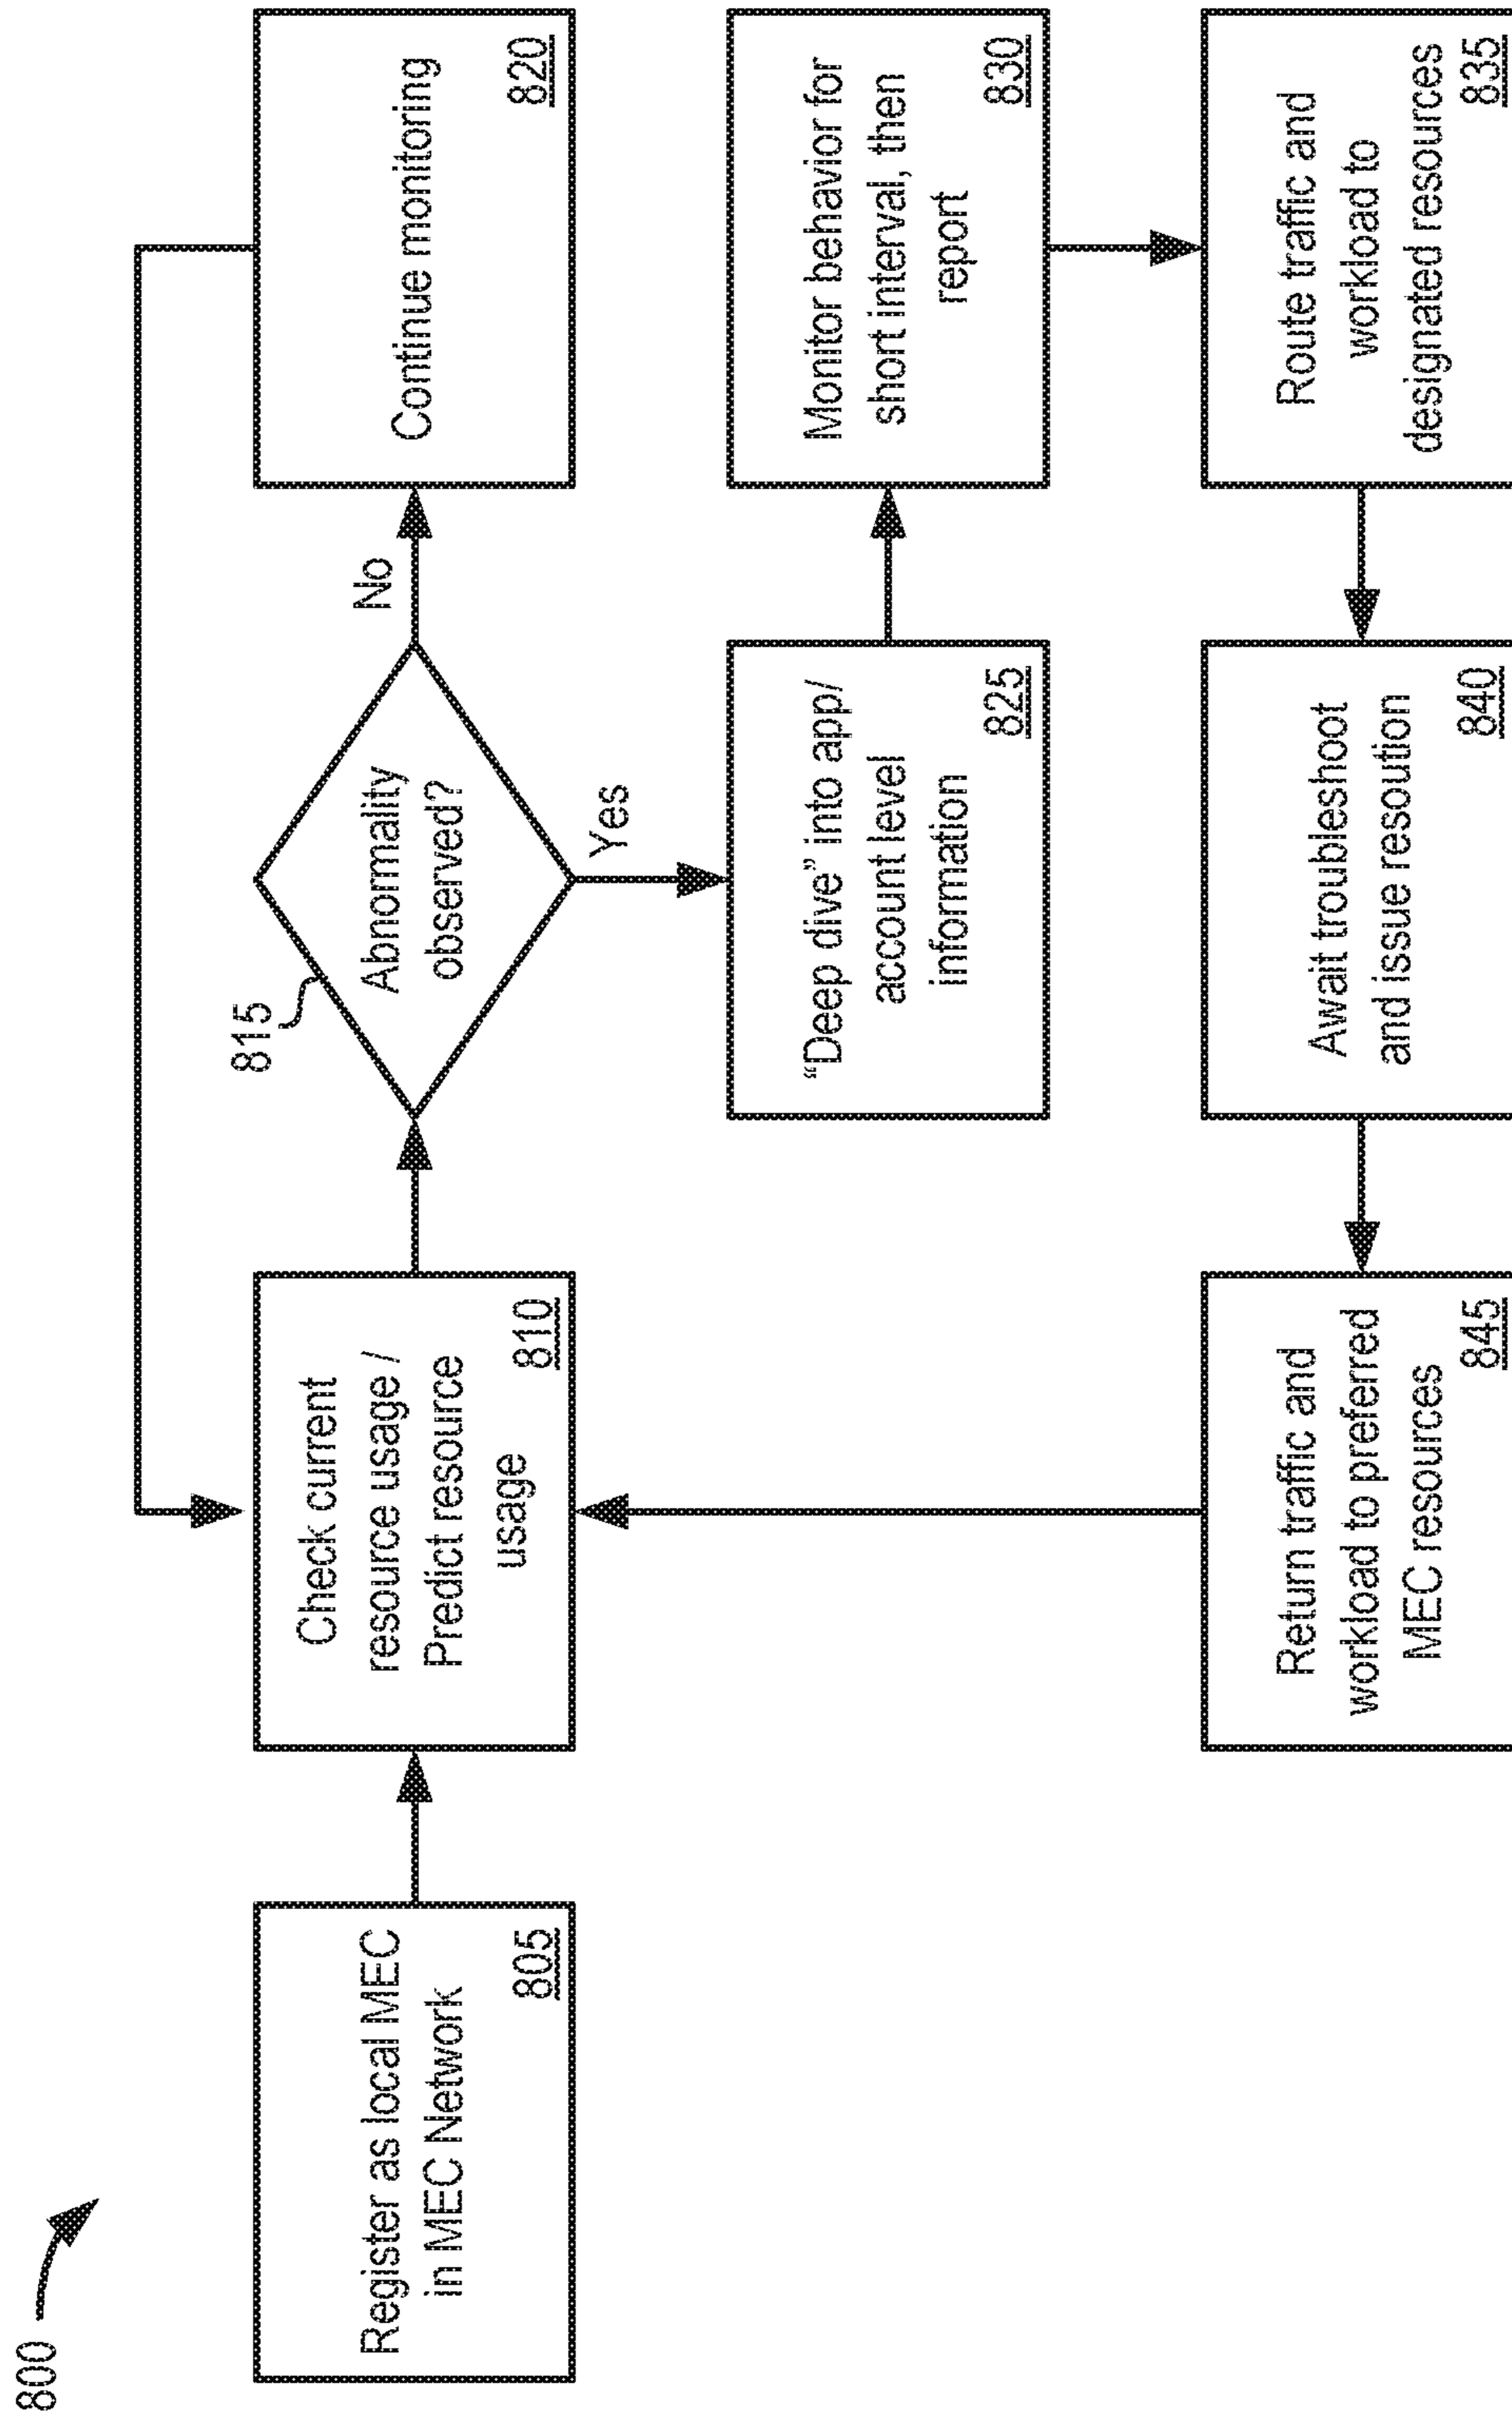 800
Register as local MEC
in MEC Network
805
Check current
resource usage /
Predict resource
usage
810
815
Abnormality
observed?
No
Yes
Continue monitoring
820
“Deep dive” into app/
account level
information
825
Monitor behavior for
short interval, then
report
830
Route traffic and
workload to
designated resources
835
Await troubleshoot
and issue resoution
840
Return traffic and
workload to preferred
MEC resources
845